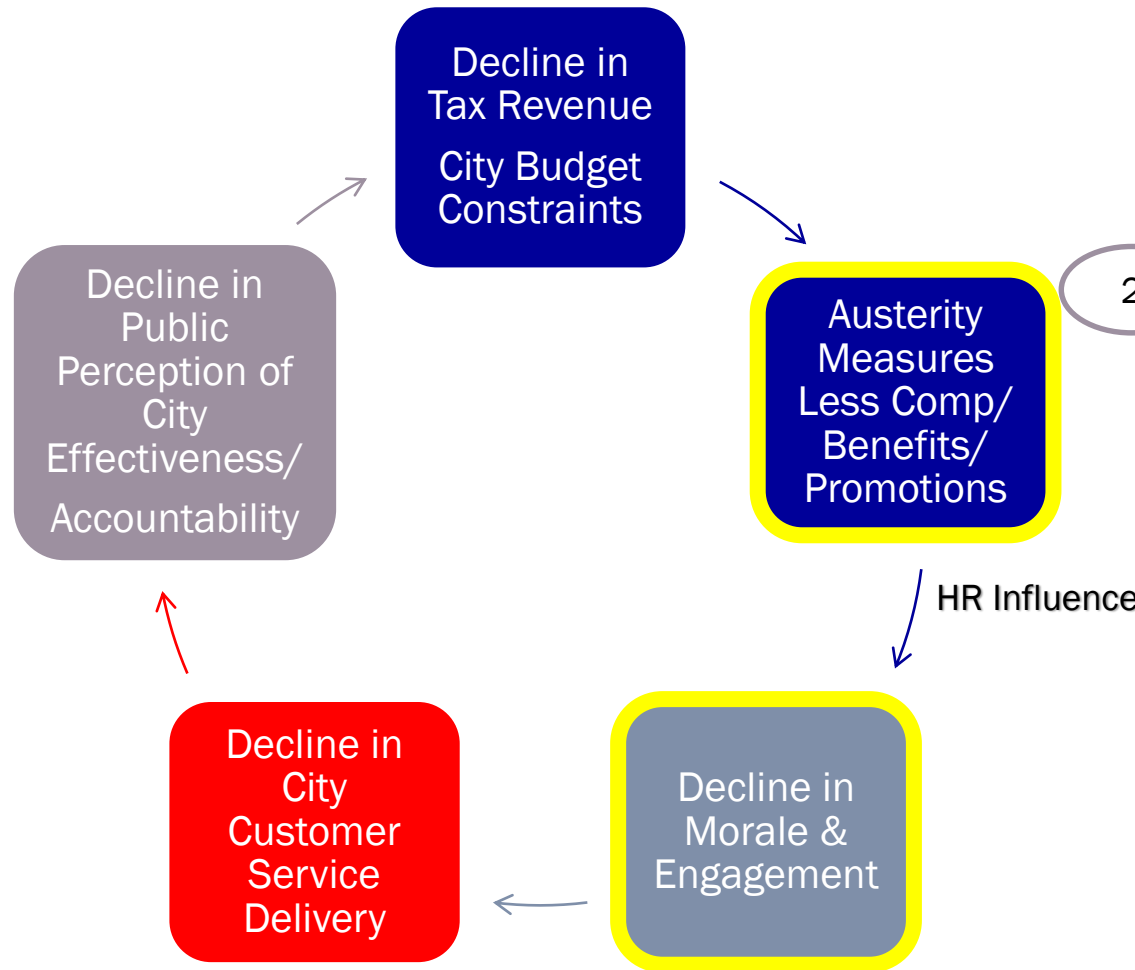 Decline in
Tax Revenue
City Budget
Constraints
Austerity
Measures
Less Comp/
Benefits/
Promotions
2
HR Influence
Decline in
Morale &
Engagement
Decline in
City
Customer
Service
Delivery
Decline in
Public
Perception of
City
Effectiveness/
Accountability